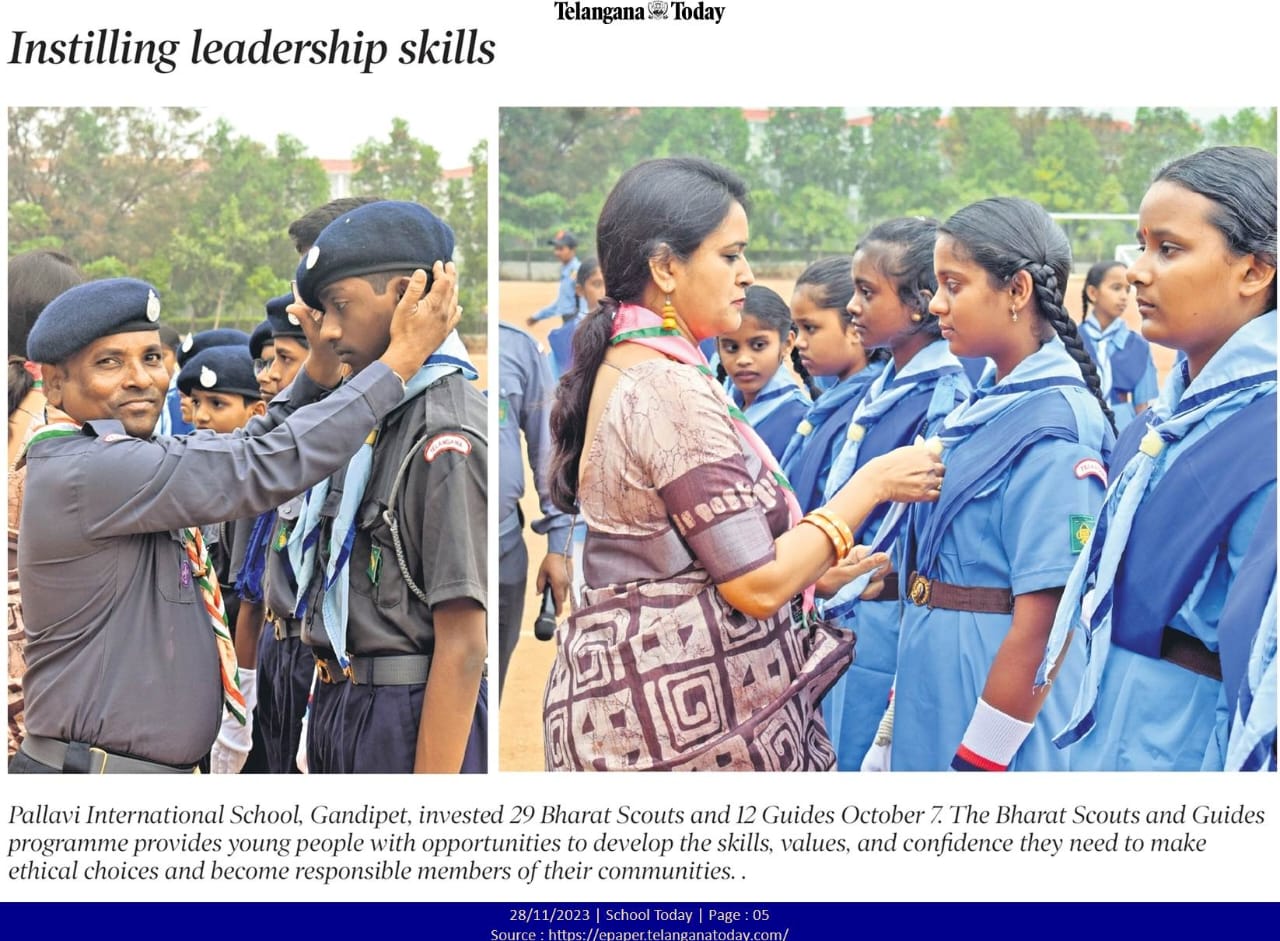 Telangana Today
Instilling leadership skills
TELANGANA
Pallavi International School, Gandipet, invested 29 Bharat Scouts and 12 Guides October 7. The Bharat Scouts and Guides
programme provides young people with opportunities to develop the skills, values, and confidence they need to make
ethical choices and become responsible members of their communities. .
28/11/2023 | School Today | Page : 05
Source : https://epaper.telanganatoday.com/